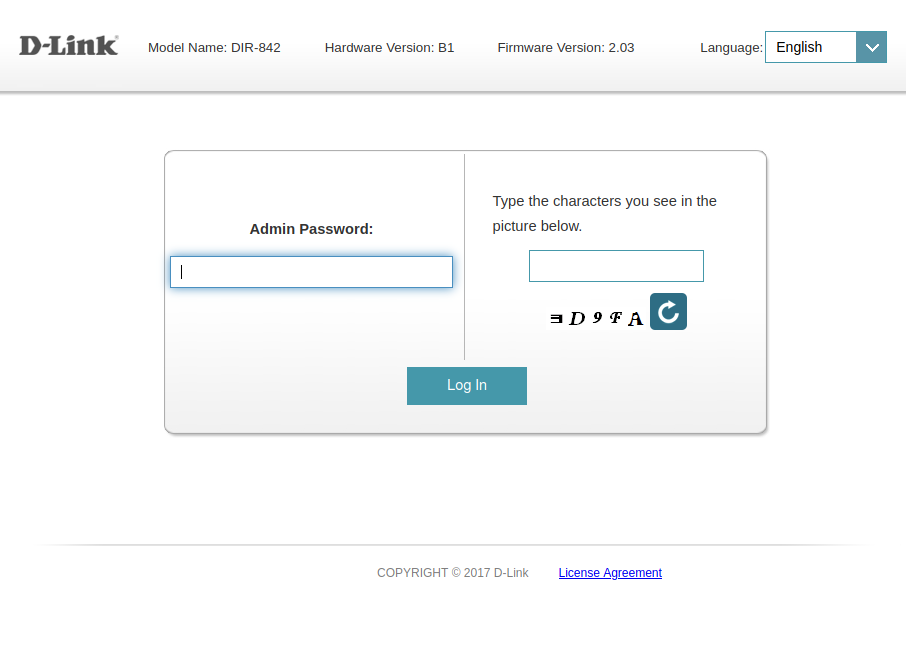 D-Link
Model Name: DIR-842
Hardware Version: B1
Firmware Version: 2.03
Language: English
Admin Password:
Type the characters you see in the
picture below.
D 9 F A
Log In
COPYRIGHT © 2017 D-Link
License Agreement